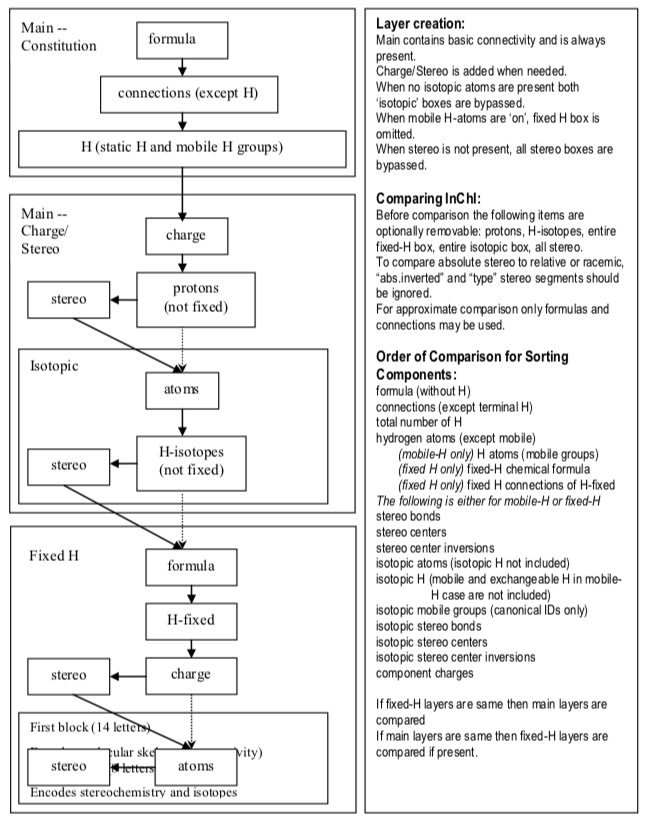 Main --
Constitution
formula
connections (except H)
H (static H and mobile H groups)
Main --
Charge/
Stereo
charge
protons
(not fixed)
stereo
Isotopic
atoms
H-isotopes
(not fixed)
stereo
Fixed H
formula
H-fixed
charge
stereo
First block (14 letters)
letters
Encodes stereochemistry and isotopes
stereo
atoms
Layer creation:
Main contains basic connectivity and is always
present.
Charge/Stereo is added when needed.
When no isotopic atoms are present both
‘isotopic’ boxes are bypassed.
When mobile H-atoms are ‘on’, fixed H box is
omitted.
When stereo is not present, all stereo boxes are
bypassed.
Comparing InChI:
Before comparison the following items are
optionally removable: protons, H-isotopes, entire
fixed-H box, entire isotopic box, all stereo.
To compare absolute stereo to relative or racemic,
“abs.inverted” and “type” stereo segments should
be ignored.
For approximate comparison only formulas and
connections may be used.
Order of Comparison for Sorting
Components:
formula (without H)
connections (except terminal H)
total number of H
hydrogen atoms (except mobile)
(mobile-H only) H atoms (mobile groups)
(fixed H only) fixed-H chemical formula
(fixed H only) fixed H connections of H-fixed
The following is either for mobile-H or fixed-H
stereo bonds
stereo centers
stereo center inversions
isotopic atoms (isotopic H not included)
isotopic H (mobile and exchangeable H in mobile-
H case are not included)
isotopic mobile groups (canonical IDs only)
isotopic stereo bonds
isotopic stereo centers
isotopic stereo center inversions
component charges
If fixed-H layers are same then main layers are
compared
If main layers are same then fixed-H layers are
compared if present.